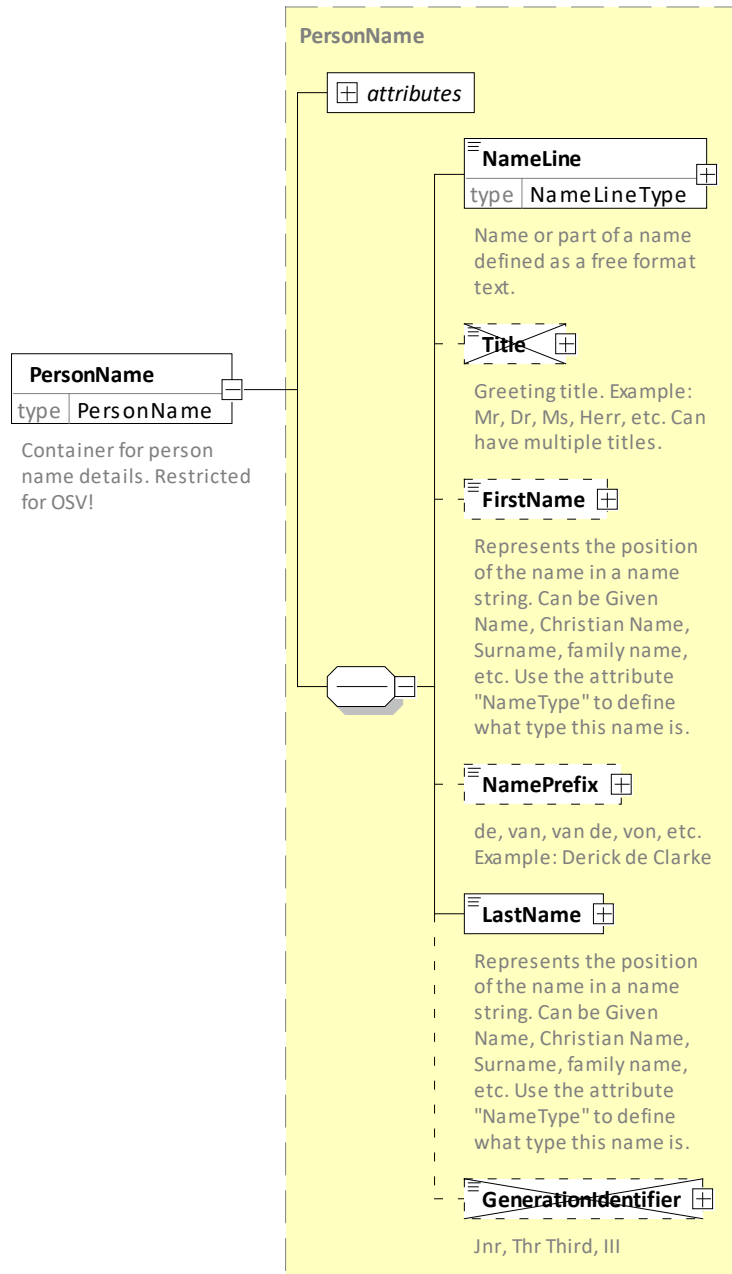 PersonName
attributes
NameLine
type NameLineType
Name or part of a name
defined as a free format
text.
Title
Greeting title. Example:
Mr, Dr, Ms, Herr, etc. Can
have multiple titles.
PersonName
type PersonName
Container for person
name details. Restricted
for OSV!
FirstName
Represents the position
of the name in a name
string. Can be Given
Name, Christian Name,
Surname, family name,
etc. Use the attribute
"NameType" to define
what type this name is.
NamePrefix
de, van, van de, von, etc.
Example: Derick de Clarke
LastName
Represents the position
of the name in a name
string. Can be Given
Name, Christian Name,
Surname, family name,
etc. Use the attribute
"NameType" to define
what type this name is.
GenerationIdentifier
Jnr, Thr Third, III